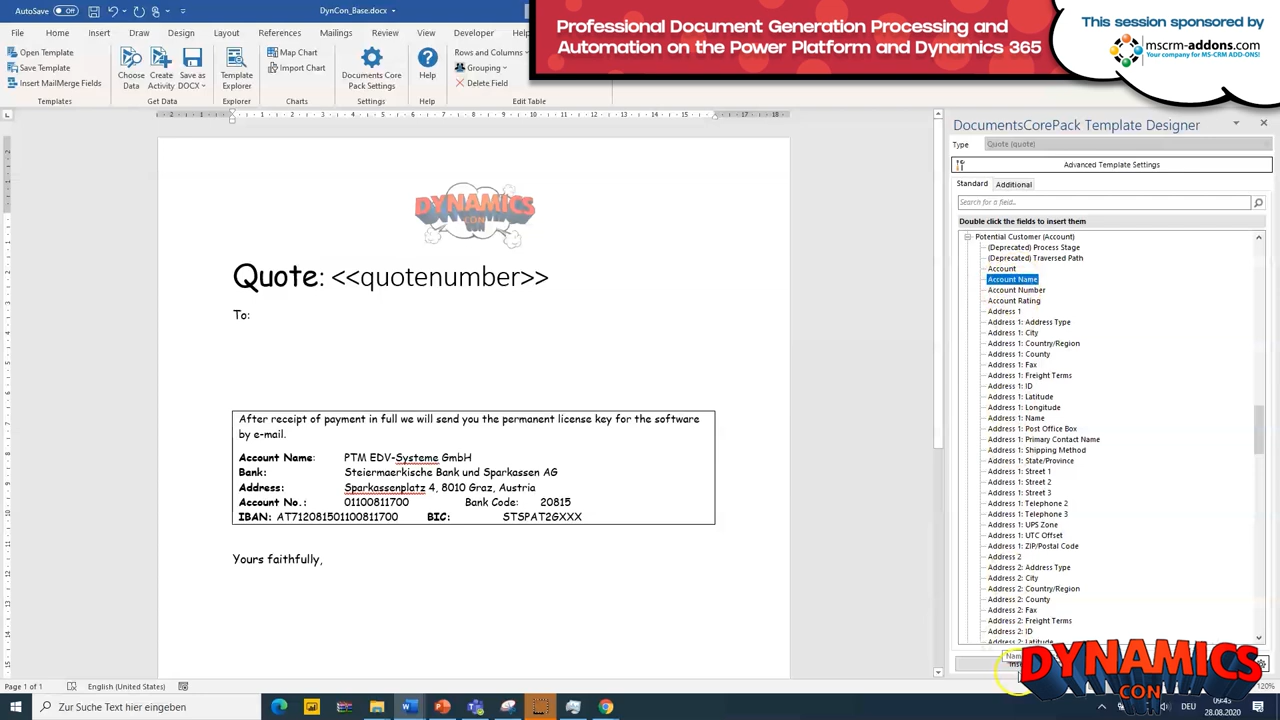 AutoSave
DynCon_Base.docx
Professional Document Generation Processing and
Automation on the Power Platform and Dynamics 365
This session sponsored by
mscrm-addons.com
Your company for MS-CRM ADD-ONS!
File
Home
Insert
Draw
Design
Layout
References
Mailings
Review
View
Developer
Open Template
Save Template
Insert MailMerge Fields
Templates
Choose Data
Create Activity
Save as DOCX
Get Data
Template Explorer
Explorer
Map Chart
Import Chart
Charts
Documents Core Pack Settings
Settings
Help
Help
Rows and Columns
Grouping
Delete Field
Edit Table
DocumentsCorePack Template Designer
Type
Quote (quote)
Advanced Template Settings
Standard
Additional
Search for a field...
Double click the fields to insert them
Potential Customer (Account)
(Deprecated) Process Stage
(Deprecated) Traversed Path
Account
Account Name
Account Number
Account Rating
Address 1
Address 1: Address Type
Address 1: City
Address 1: Country/Region
Address 1: County
Address 1: Fax
Address 1: Freight Terms
Address 1: ID
Address 1: Latitude
Address 1: Longitude
Address 1: Name
Address 1: Post Office Box
Address 1: Primary Contact Name
Address 1: Shipping Method
Address 1: State/Province
Address 1: Street 1
Address 1: Street 2
Address 1: Street 3
Address 1: Telephone 2
Address 1: Telephone 3
Address 1: UPS Zone
Address 1: UTC Offset
Address 1: ZIP/Postal Code
Address 2
Address 2: Address Type
Address 2: City
Address 2: Country/Region
Address 2: County
Address 2: Fax
Address 2: Freight Terms
Address 2: ID
Address 2: Latitude
DYNAMICS
CON
Quote: <<quotenumber>>
To:
After receipt of payment in full we will send you the permanent license key for the software
by e-mail.
Account Name: PTM EDV-Systeme GmbH
Bank: Steiermaerkische Bank und Sparkassen AG
Address: Sparkassenplatz 4, 8010 Graz, Austria
Account No.: 01100811700 Bank Code: 20815
IBAN: AT712081501100811700 BIC: STSPAT2GXXX
Yours faithfully,
DYNAMICS
CON
Page 1 of 1
English (United States)
Zur Suche Text hier eingeben
DEU
09:43
28.08.2020